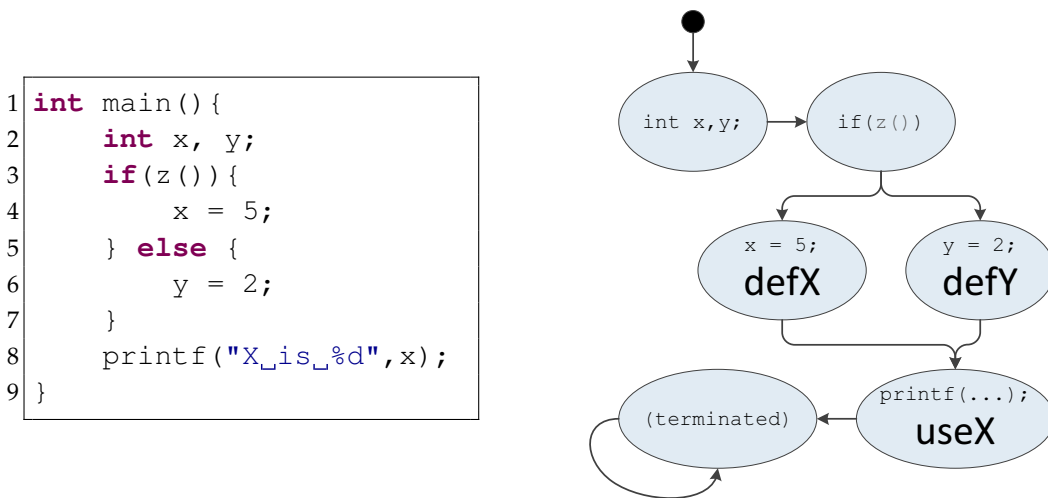 1 int main(){
2 int x, y;
3 if(z()){
4 x = 5;
5 } else {
6 y = 2;
7 }
8 printf("X␣is␣%d",x);
9 }
int x,y;
if(z())
x = 5;
defX
y = 2;
defY
printf(...);
useX
(terminated)